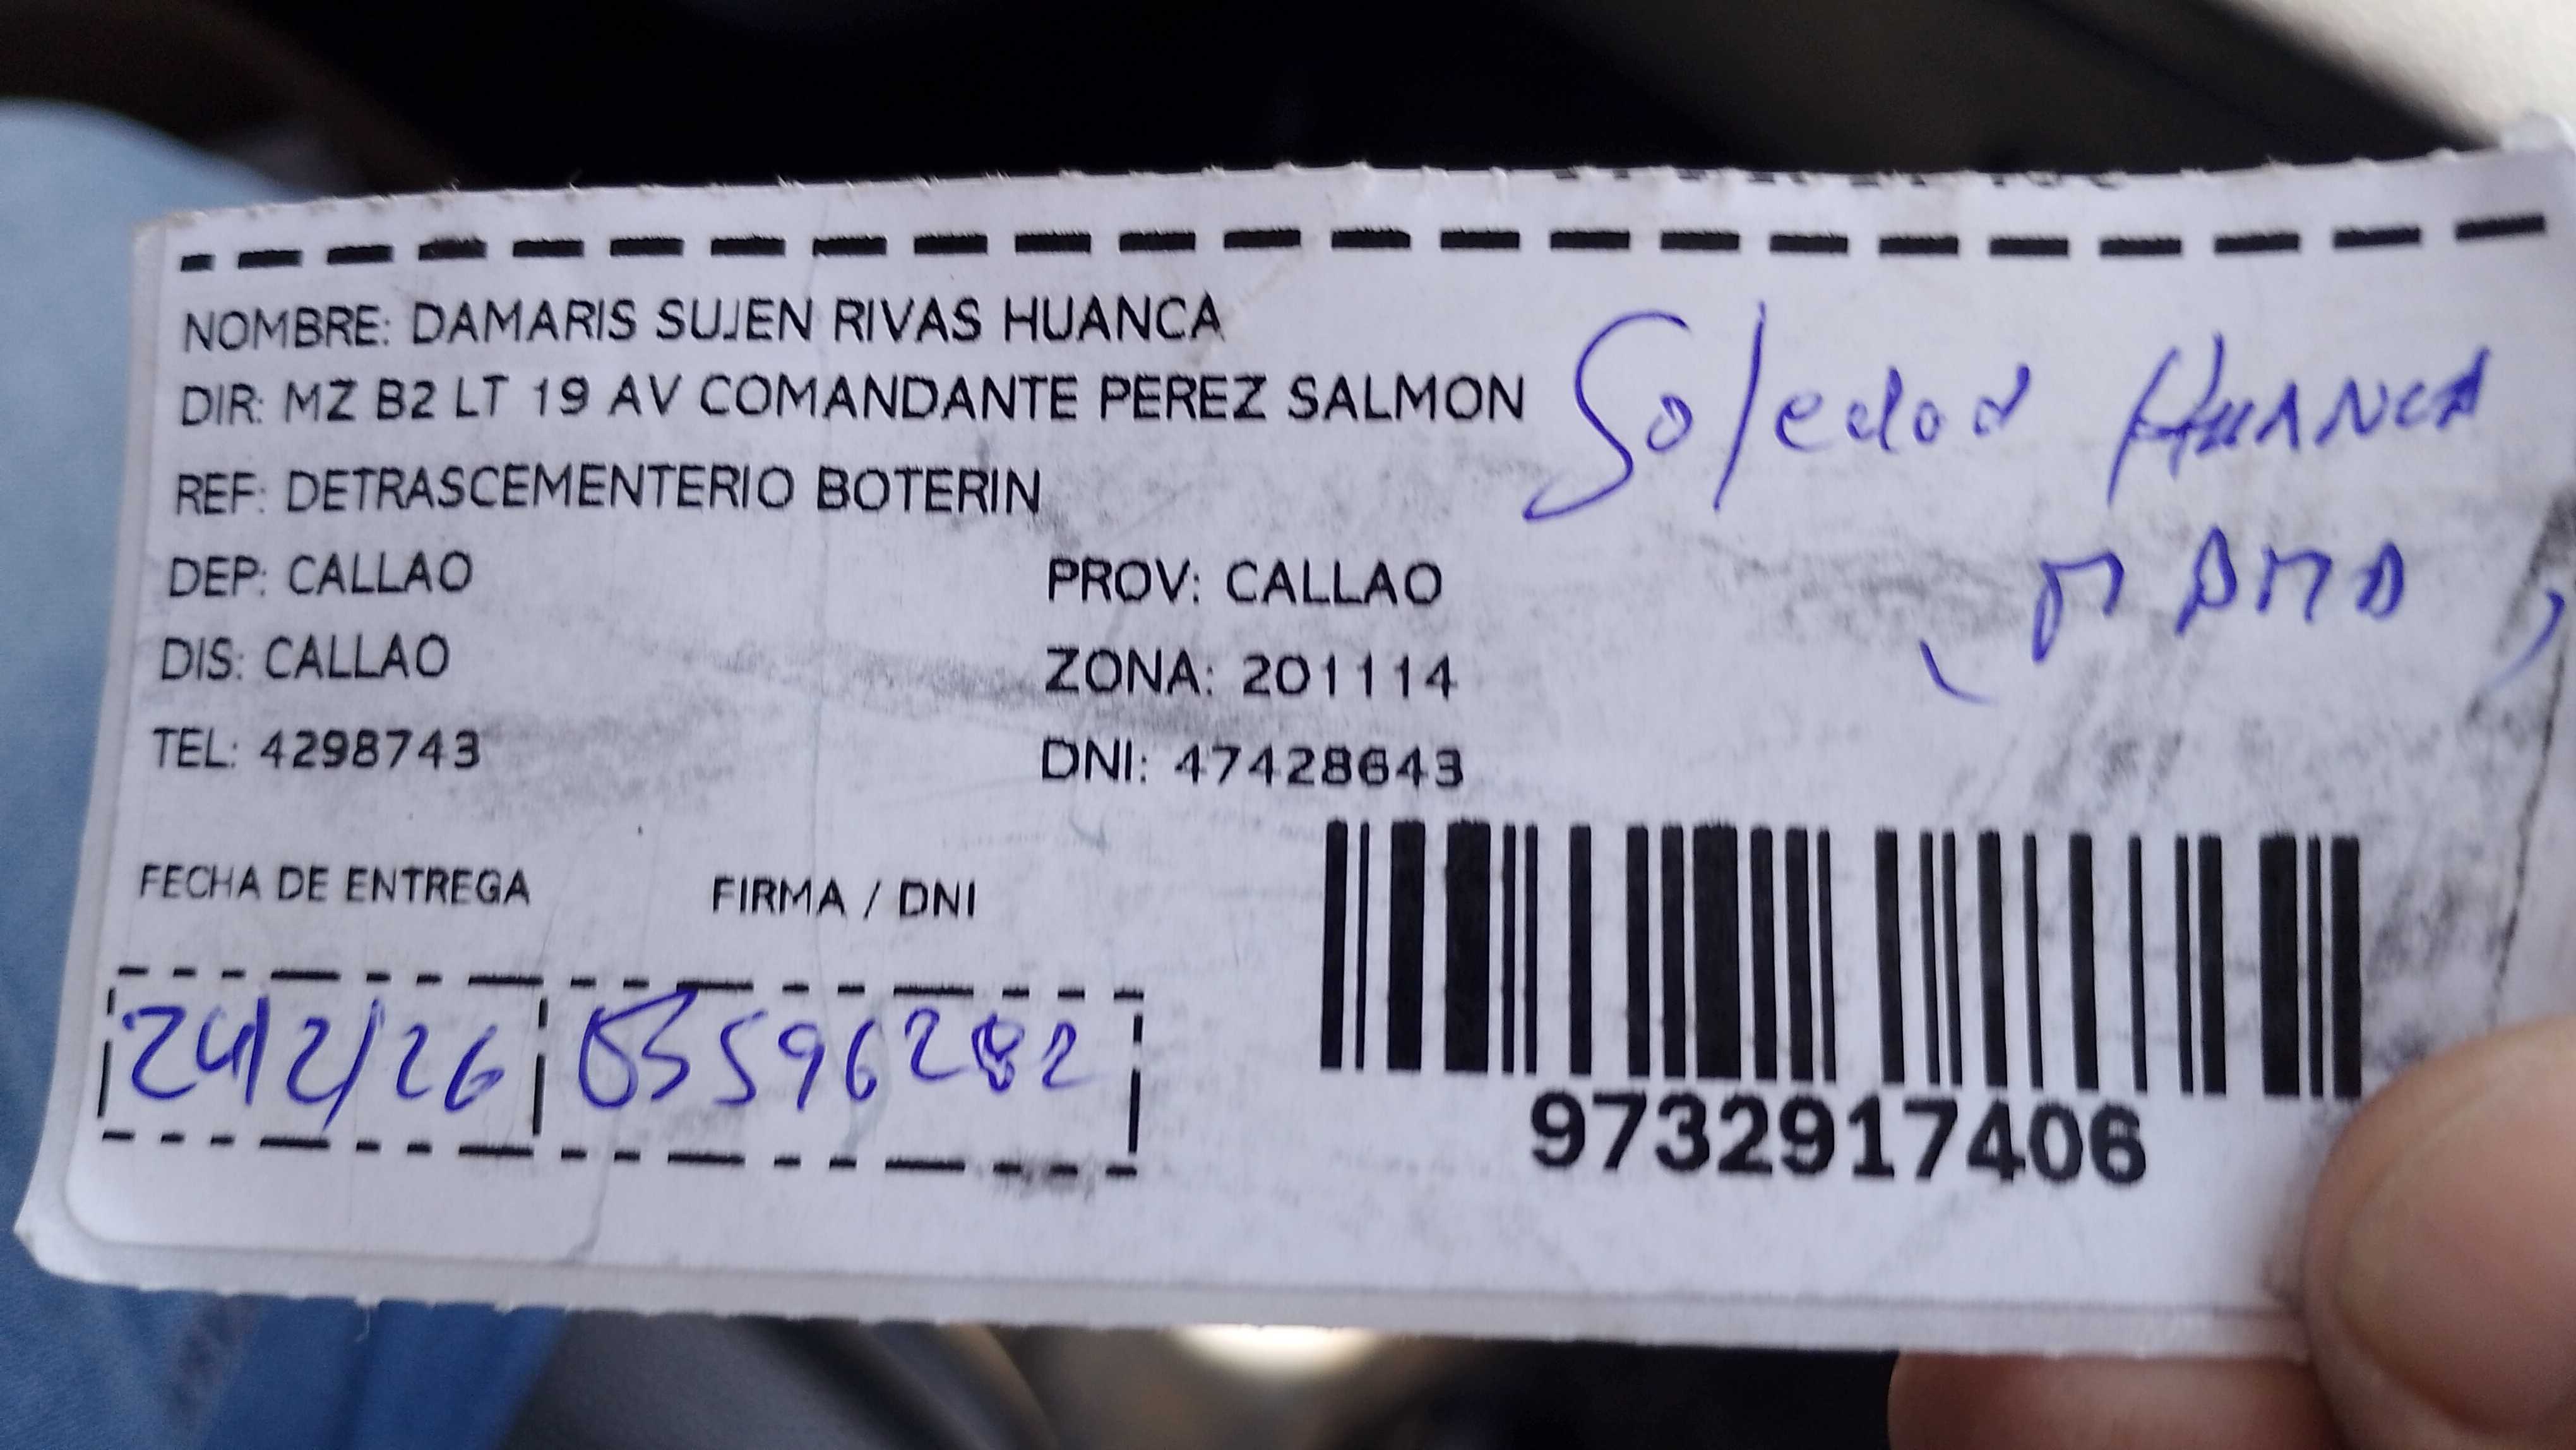 NOMBRE: DAMARIS SUJEN RIVAS HUANCA
DIR: MZ B2 LT 19 AV COMANDANTE PEREZ SALMON
Soledad HUANCA
REF: DETRASCEMENTERIO BOTERIN
(MAMA)
DEP: CALLAO PROV: CALLAO
DIS: CALLAO ZONA: 201114
TEL: 4298743 DNI: 47428643
FECHA DE ENTREGA FIRMA / DNI
24/2/26
9732917406